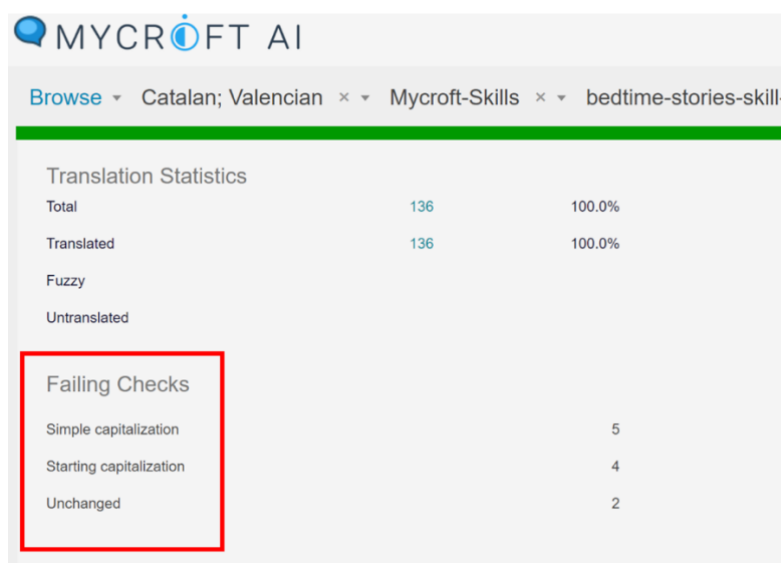 MYCROFT AI
Browse Catalan; Valencian × Mycroft-Skills × bedtime-stories-skill-
Translation Statistics
Total 136 100.0%
Translated 136 100.0%
Fuzzy
Untranslated
Failing Checks
Simple capitalization 5
Starting capitalization 4
Unchanged 2